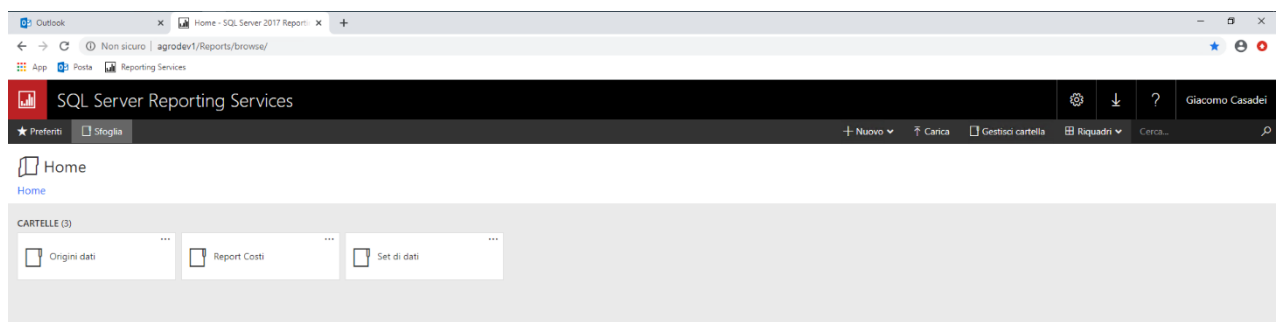 Outlook
Home - SQL Server 2017 Reporti
Non sicuro | agrodev1/Reports/browse/
App Posta Reporting Services
SQL Server Reporting Services ? Giacomo Casadei
Preferiti Sfoglia Nuovo Carica Gestisci cartella Riquadri Cerca...
Home
Home
CARTELLE (3)
Origini dati
Report Costi
Set di dati